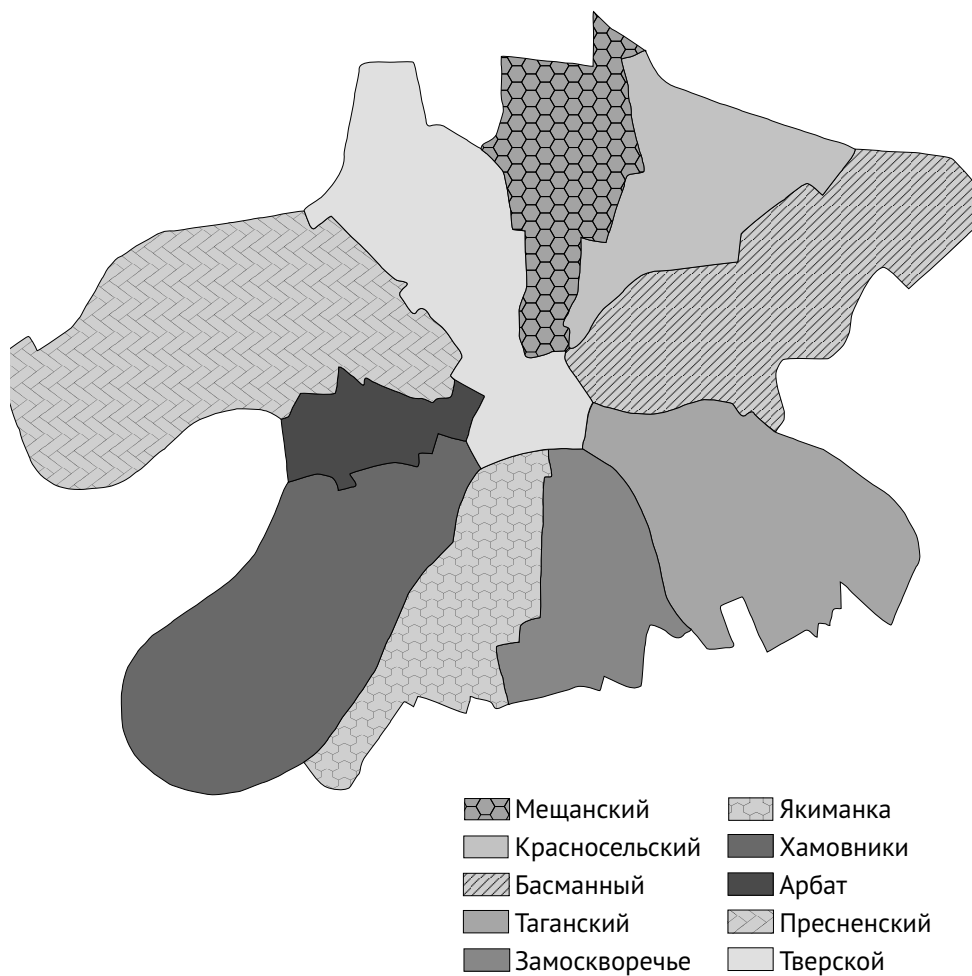 Мещанский
Красносельский
Басманный
Таганский
Замоскворечье
Якиманка
Хамовники
Арбат
Пресненский
Тверской